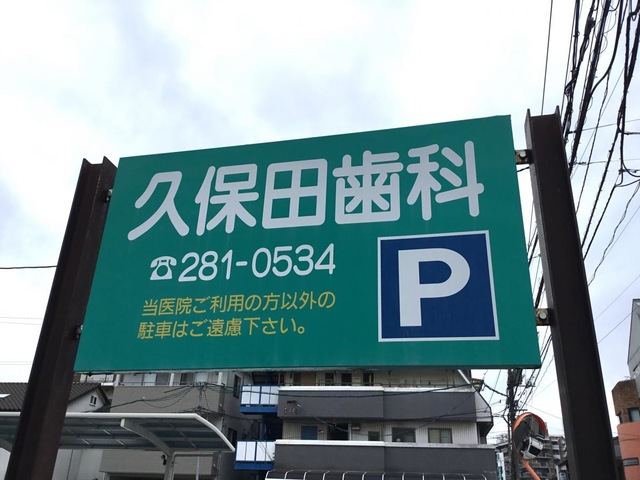 久保田歯科
☎281-0534
P
当医院ご利用の方以外の
駐車はご遠慮下さい。